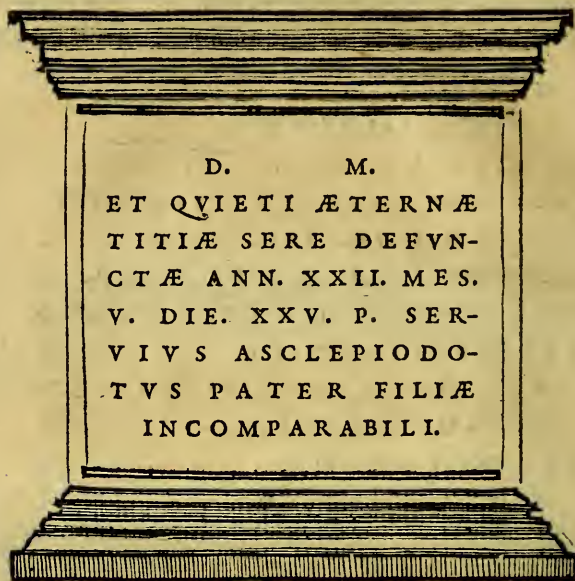 D. M.
ET QVIETI ÆTERNÆ
TITIÆ SERE DEFVN-
CTÆ ANN. XXII. MES.
V. DIE. XXV. P. SER-
VIVS ASCLEPIODO-
TVS PATER FILIÆ
INCOMPARABILI.